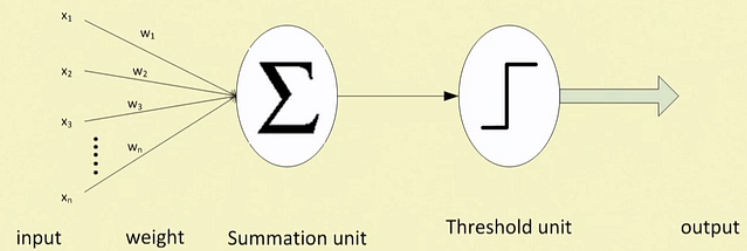 x1
w1
x2
w2
x3
w3
wn
xn
Σ
input
weight
Summation unit
Threshold unit
output